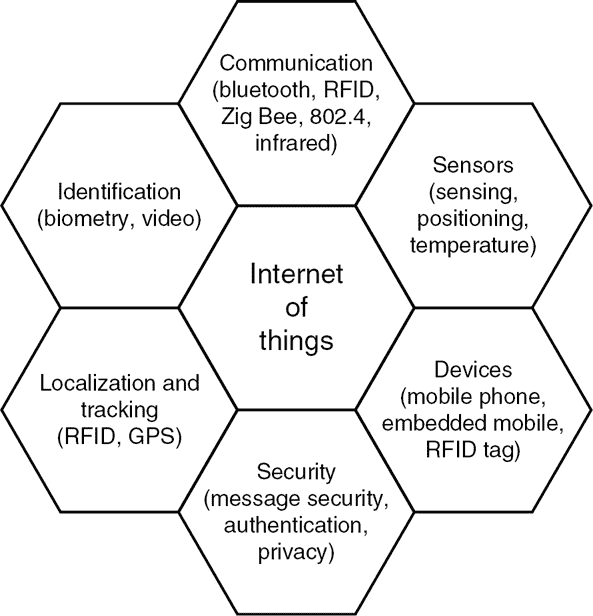 Communication
(bluetooth, RFID,
Zig Bee, 802.4,
infrared)
Sensors
(sensing,
positioning,
temperature)
Identification
(biometry, video)
Internet
of
things
Devices
(mobile phone,
embedded mobile,
RFID tag)
Localization and
tracking
(RFID, GPS)
Security
(message security,
authentication,
privacy)